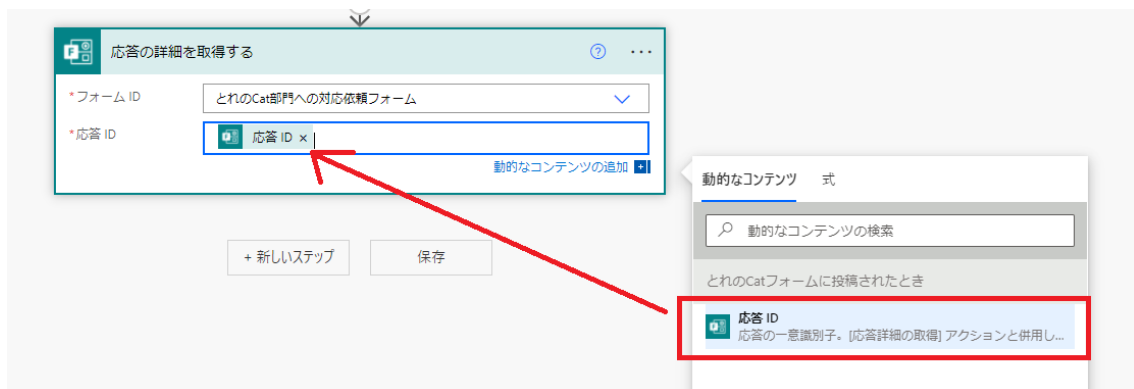 応答の詳細を取得する
*フォーム ID
とれのCat部門への対応依頼フォーム
*応答 ID
応答 ID ×
動的なコンテンツの追加
+ 新しいステップ
保存
動的なコンテンツ
式
動的なコンテンツの検索
とれのCatフォームに投稿されたとき
応答 ID
応答の一意識別子。[応答詳細の取得] アクションと併用し...